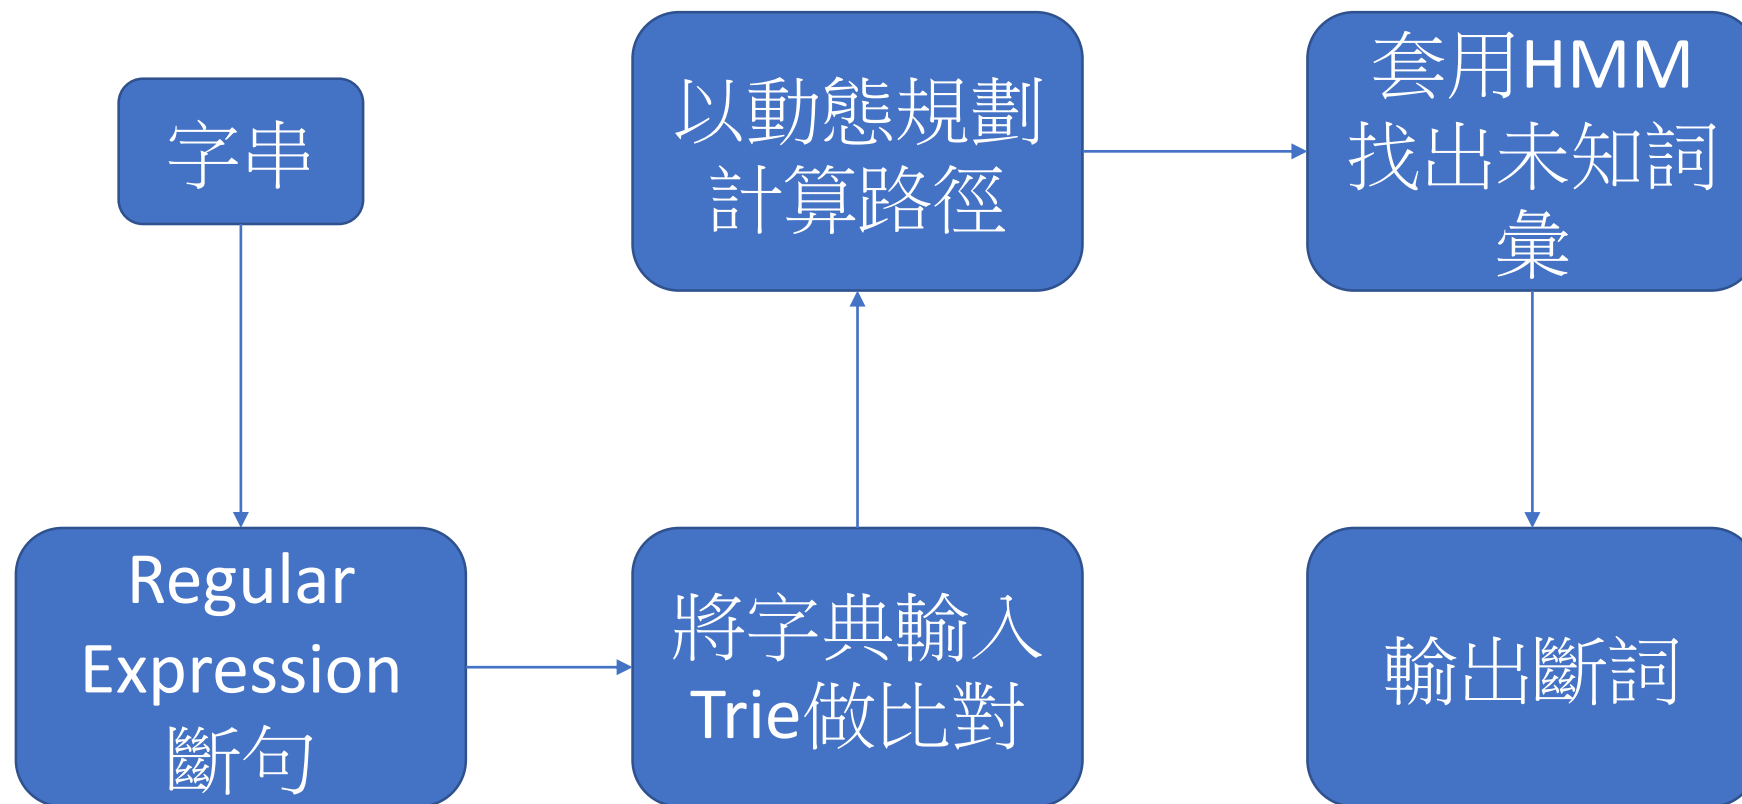 字串
Regular
Expression
斷句
將字典輸入
Trie做比對
以動態規劃
計算路徑
套用HMM
找出未知詞
彙
輸出斷詞